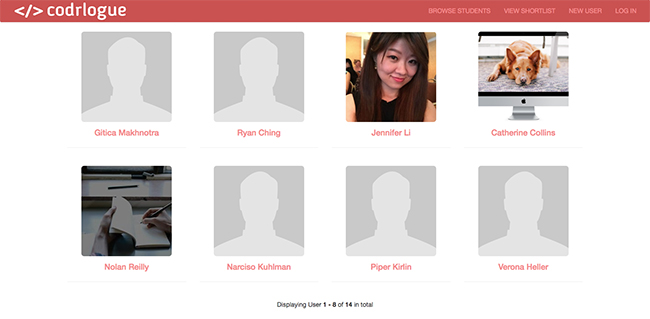 </> codrlogue
BROWSE STUDENTS VIEW SHORTLIST NEW USER LOG IN
Gitica Makhnotra Ryan Ching Jennifer Li Catherine Collins
Nolan Reilly Narciso Kuhlman Piper Kirlin Verona Heller
Displaying User 1 - 8 of 14 in total